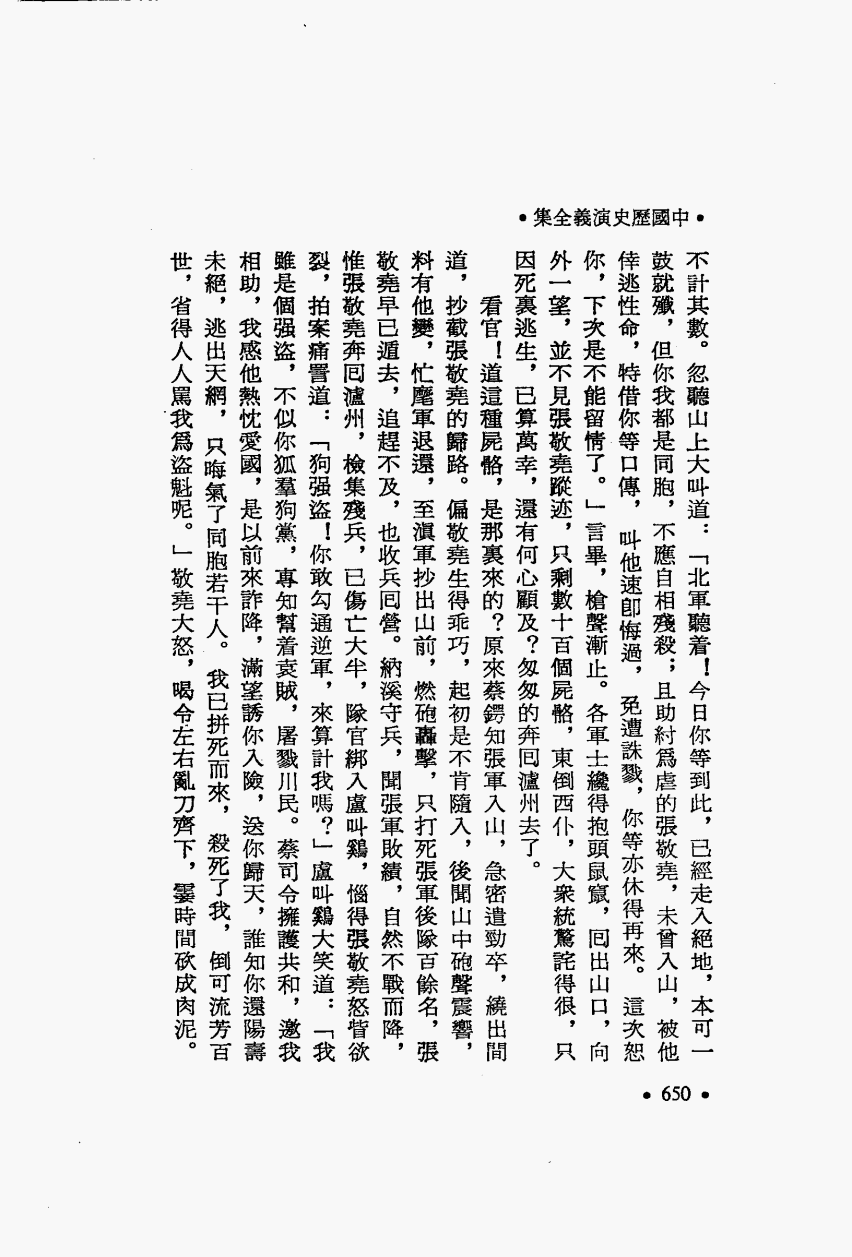 •中國歷史演義全集•
不計其數。忽聽山上大叫道：「北軍聽着！今日你等到此，已經走入絕地，本可一
鼓就殲，但你我都是同胞，不應自相殘殺；且助紂爲虐的張敬堯，未曾入山，被他
倖逃性命，特借你等口傳，叫他速卽悔過，免遭誅戮，你等亦休得再來。這次恕
你，下次是不能留情了。」言畢，槍聲漸止。各軍士纔得抱頭鼠竄，囘出山口，向
外一望，並不見張敬堯蹤迹，只剩數十百個屍骼，東倒西仆，大衆統驚詫得很，只
因死裏逃生，已算萬幸，還有何心顧及？匆匆的奔囘瀘州去了。
看官！道這種屍骼，是那裏來的？原來蔡鍔知張軍入山，急密遣勁卒，繞出間
道，抄截張敬堯的歸路。偏敬堯生得乖巧，起初是不肯隨入，後聞山中砲聲震響，
料有他變，忙麾軍退還，至滇軍抄出山前，燃砲轟擊，只打死張軍後隊百餘名，張
敬堯早已遁去，追趕不及，也收兵囘營。納溪守兵，聞張軍敗績，自然不戰而降，
惟張敬堯奔囘瀘州，檢集殘兵，已傷亡大半，隊官綁入盧叫鷄，惱得張敬堯怒眥欲
裂，拍案痛詈道：「狗强盜！你敢勾通逆軍，來算計我嗎？」盧叫鷄大笑道：「我
雖是個强盜，不似你狐羣狗黨，專知幫着袁賊，屠戮川民。蔡司令擁護共和，邀我
相助，我感他熱忱愛國，是以前來詐降，滿望誘你入險，送你歸天，誰知你還陽壽
未絕，逃出天網，只晦氣了同胞若干人。我已拼死而來，殺死了我，倒可流芳百
世，省得人人罵我爲盜魁呢。」敬堯大怒，喝令左右亂刀齊下，霎時間砍成肉泥。
•650•